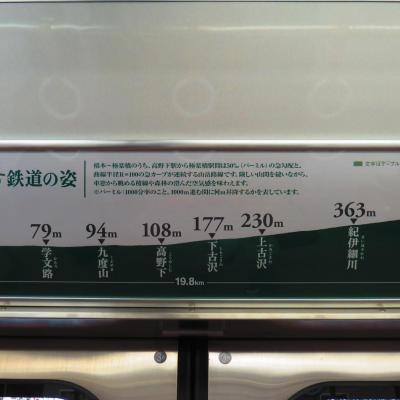 す鉄道の姿
橋本〜極楽橋のうち、高野下駅から極楽橋駅間は50‰(パーミル)の急勾配と、
曲線半径R=100の急カーブが連続する山岳路線です。険しい山間を縫いながら、
車窓から眺める稜線や森林の澄んだ空気感を味わえます。
※パーミル:1000分率のこと。1000m進む間に何m昇降するかを表しています。
79m
学文路
94m
九度山
108m
高野下
177m
下古沢
230m
上古沢
363m
紀伊細川
19.8km